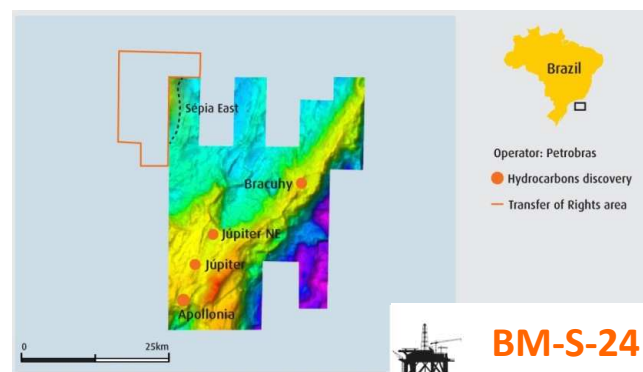 Sépia East
Bracuhy
Júpiter NE
Júpiter
Apollonia
0
25km
Brazil
Operator: Petrobras
Hydrocarbons discovery
Transfer of Rights area
BM-S-24